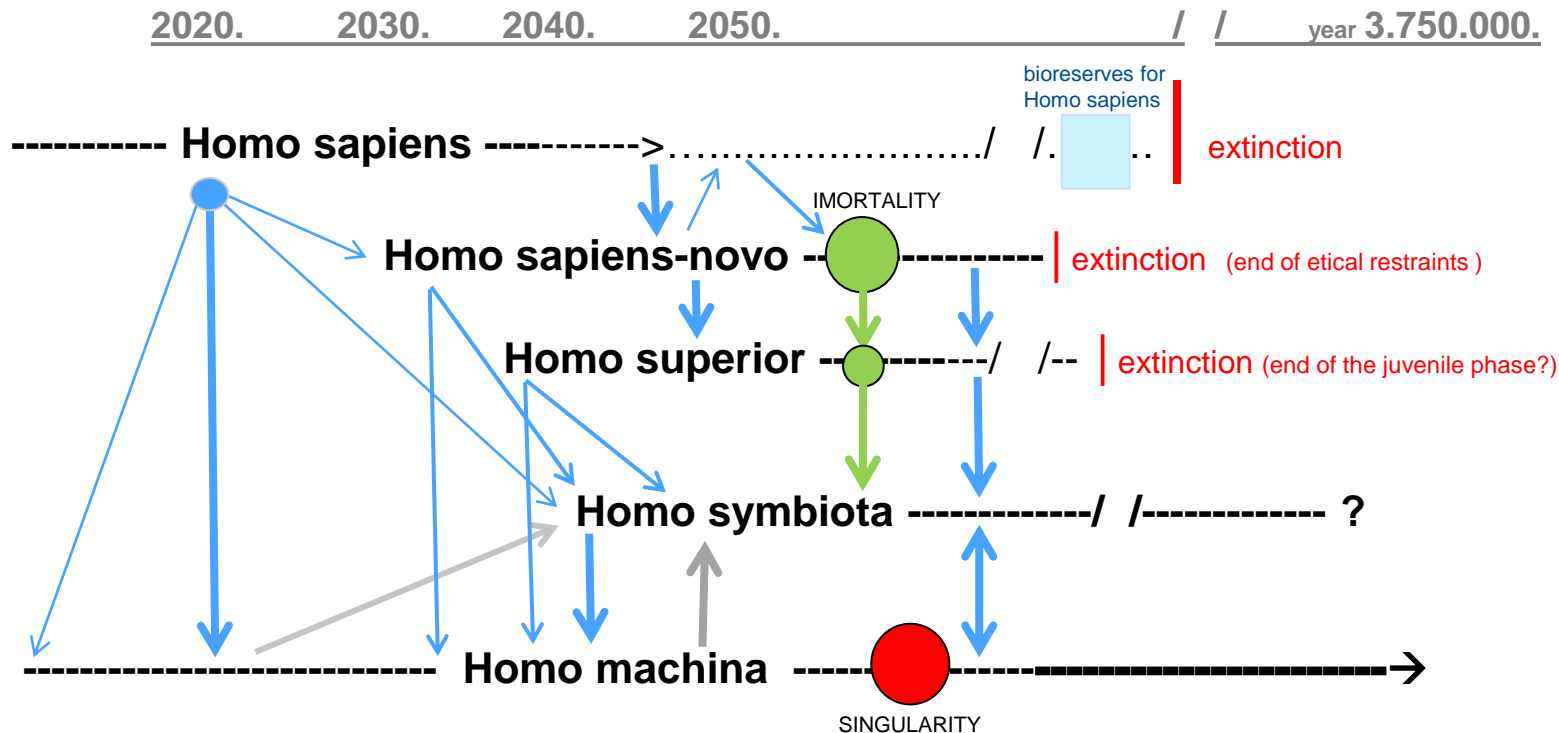 2020. 2030. 2040. 2050. / / year 3.750.000.
bioreserves for
Homo sapiens
----------- Homo sapiens ----------->......................../ /. .. extinction
IMORTALITY
Homo sapiens-novo --------------- extinction (end of etical restraints )
Homo superior -----------/ /-- extinction (end of the juvenile phase?)
Homo symbiota -------------/ /------------- ?
--------------------------- Homo machina ----------------------------------→
SINGULARITY